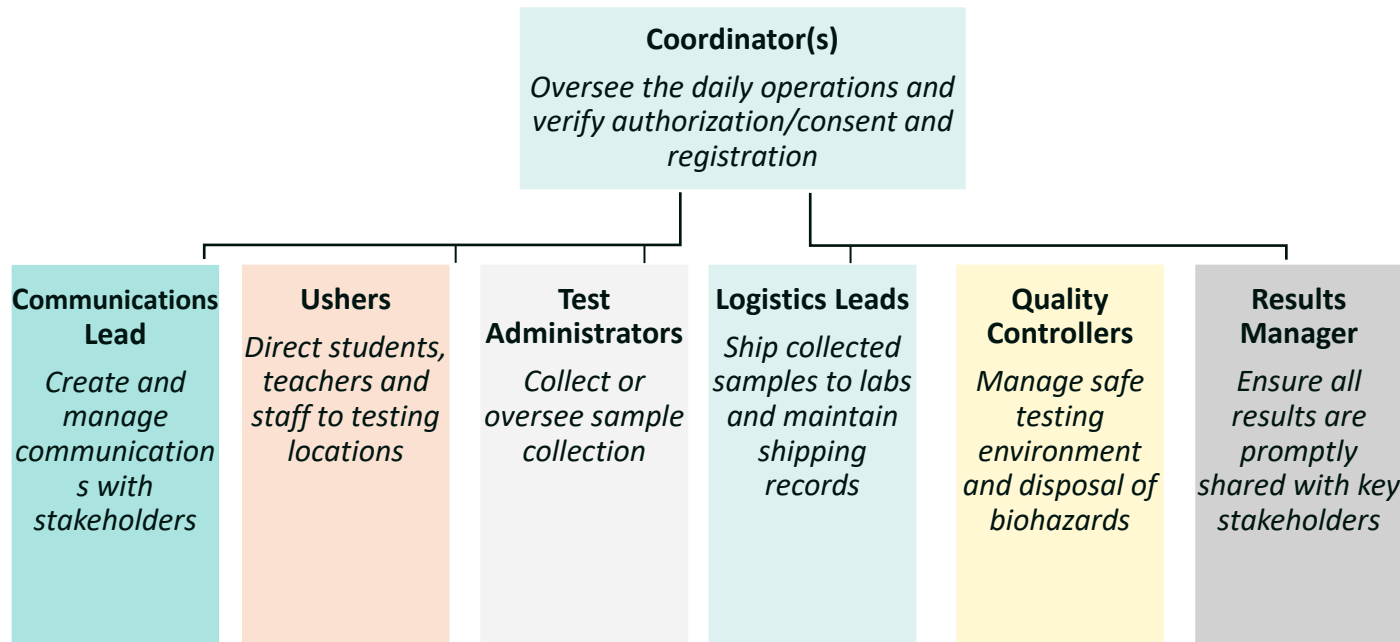 Coordinator(s)
Oversee the daily operations and
verify authorization/consent and
registration
Communications
Lead
Create and
manage
communication
s with
stakeholders
Ushers
Direct students,
teachers and
staff to testing
locations
Test
Administrators
Collect or
oversee sample
collection
Logistics Leads
Ship collected
samples to labs
and maintain
shipping
records
Quality
Controllers
Manage safe
testing
environment
and disposal of
biohazards
Results
Manager
Ensure all
results are
promptly
shared with key
stakeholders